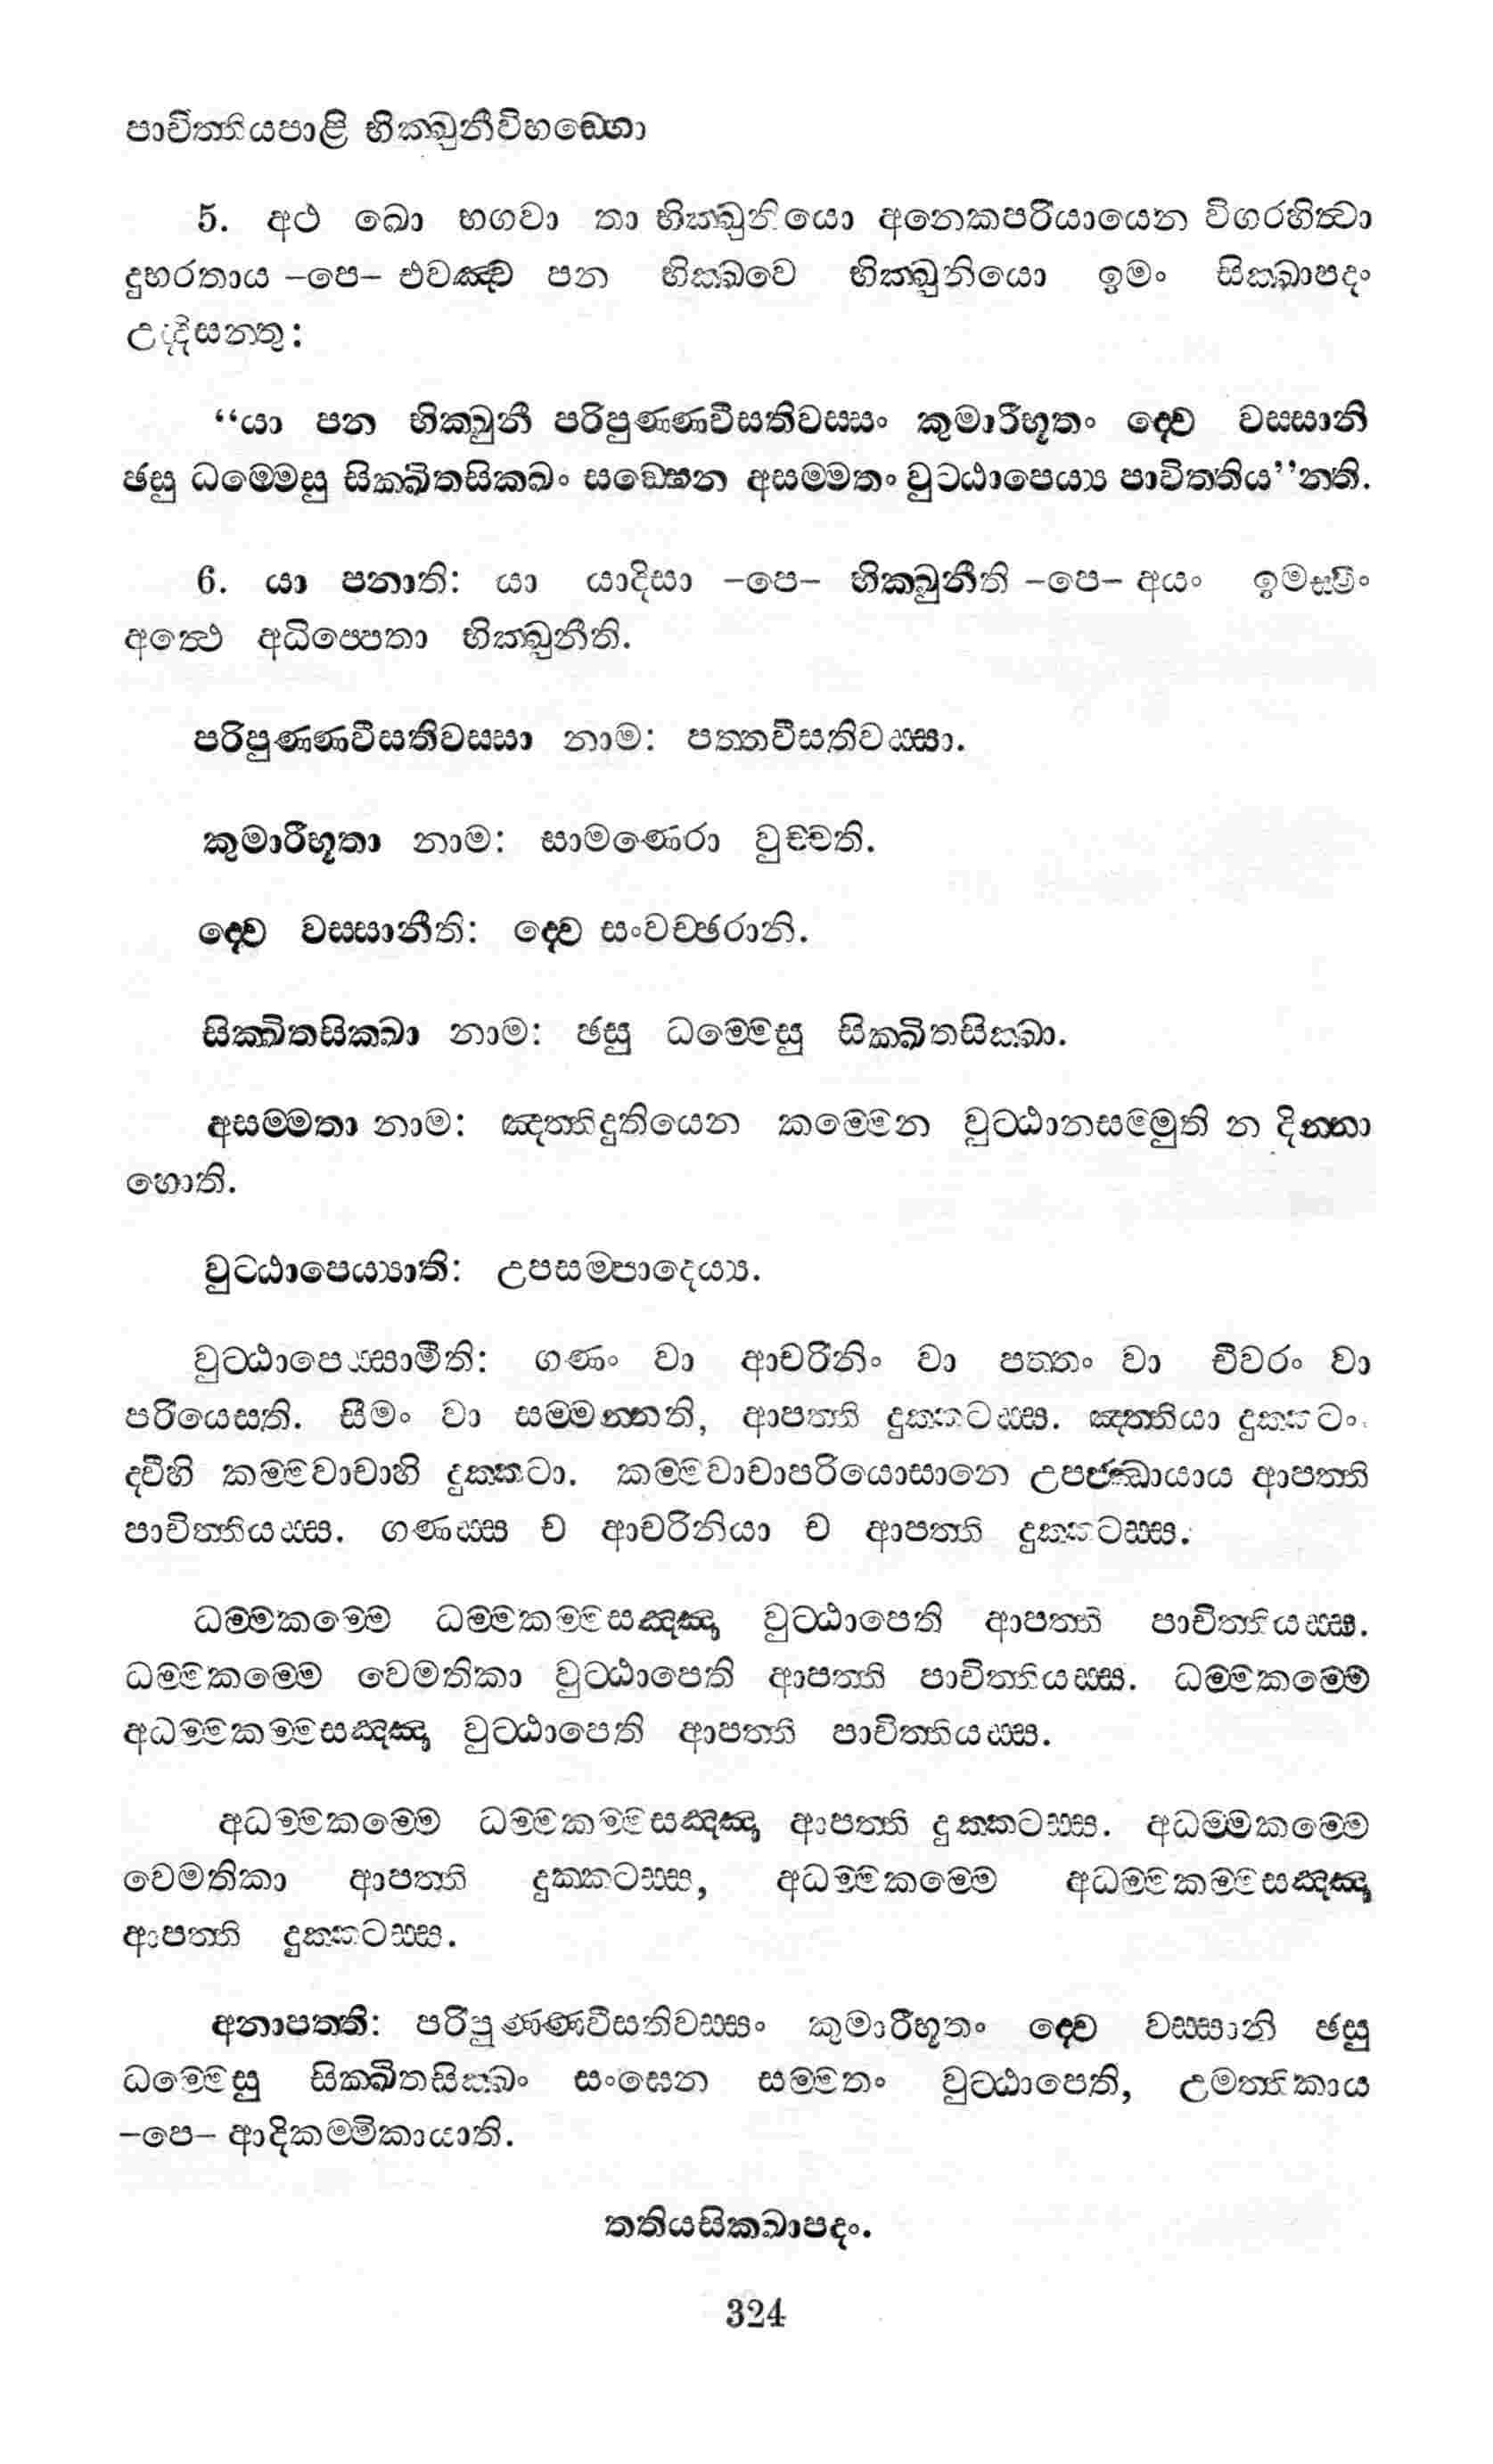 පාචිත්තියපාළි භික්ඛුනීවිභඞ්ගො
5. අථ ඛො භගවා තා භික්ඛුනියො අනෙකපරියායෙන විගරහිත්වා
දුභරතාය –පෙ– එවඤ්ච පන භික්ඛවෙ භික්ඛුනියො ඉමං සික්ඛාපදං
උද්දිසන්තු:
“යා පන භික්ඛුනී පරිපුණ්ණවීසතිවස්සං කුමාරීභූතං ද්වෙ වස්සානි
ඡසු ධම්මෙසු සික්ඛිතසික්ඛං සඞ්ඝෙන අසම්මතං වුට්ඨාපෙය්‍ය පාචිත්තිය”න්ති.
6. යා පනාති: යා යාදිසා –පෙ– භික්ඛුනීති –පෙ– අයං ඉමස්මිං
අත්ථෙ අධිප්පෙතා භික්ඛුනීති.
පරිපුණ්ණවීසතිවස්සා නාම: පත්තවීසතිවස්සා.
කුමාරීභූතා නාම: සාමණෙරා වුච්චති.
ද්වෙ වස්සානීති: ද්වෙ සංවච්ඡරානි.
සික්ඛිතසික්ඛා නාම: ඡසු ධම්මෙසු සික්ඛිතසික්ඛා.
අසම්මතා නාම: ඤත්තිදුතියෙන කම්මෙන වුට්ඨානසම්මුති න දින්නා
හොති.
වුට්ඨාපෙය්‍යාති: උපසම්පාදෙය්‍ය.
වුට්ඨාපෙස්සාමීති: ගණං වා ආචරිනිං වා පත්තං වා චීවරං වා
පරියෙසති. සීමං වා සම්මන්නති, ආපත්ති දුක්කටස්ස. ඤත්තියා දුක්කටං.
ද්වීහි කම්මවාචාහි දුක්කටා. කම්මවාචාපරියොසානෙ උපජ්ඣායාය ආපත්ති
පාචිත්තියස්ස. ගණස්ස ච ආචරිනියා ච ආපත්ති දුක්කටස්ස.
ධම්මකම්මෙ ධම්මකම්මසඤ්ඤා වුට්ඨාපෙති ආපත්ති පාචිත්තියස්ස.
ධම්මකම්මෙ වෙමතිකා වුට්ඨාපෙති ආපත්ති පාචිත්තියස්ස. ධම්මකම්මෙ
අධම්මකම්මසඤ්ඤා වුට්ඨාපෙති ආපත්ති පාචිත්තියස්ස.
අධම්මකම්මෙ ධම්මකම්මසඤ්ඤා ආපත්ති දුක්කටස්ස. අධම්මකම්මෙ
වෙමතිකා ආපත්ති දුක්කටස්ස, අධම්මකම්මෙ අධම්මකම්මසඤ්ඤා
ආපත්ති දුක්කටස්ස.
අනාපත්ති: පරිපුණ්ණවීසතිවස්සං කුමාරීභූතං ද්වෙ වස්සානි ඡසු
ධම්මෙසු සික්ඛිතසික්ඛං සංඝෙන සම්මතං වුට්ඨාපෙති, උමත්තිකාය
–පෙ– ආදිකම්මිකායාති.
තතියසික්ඛාපදං.
324